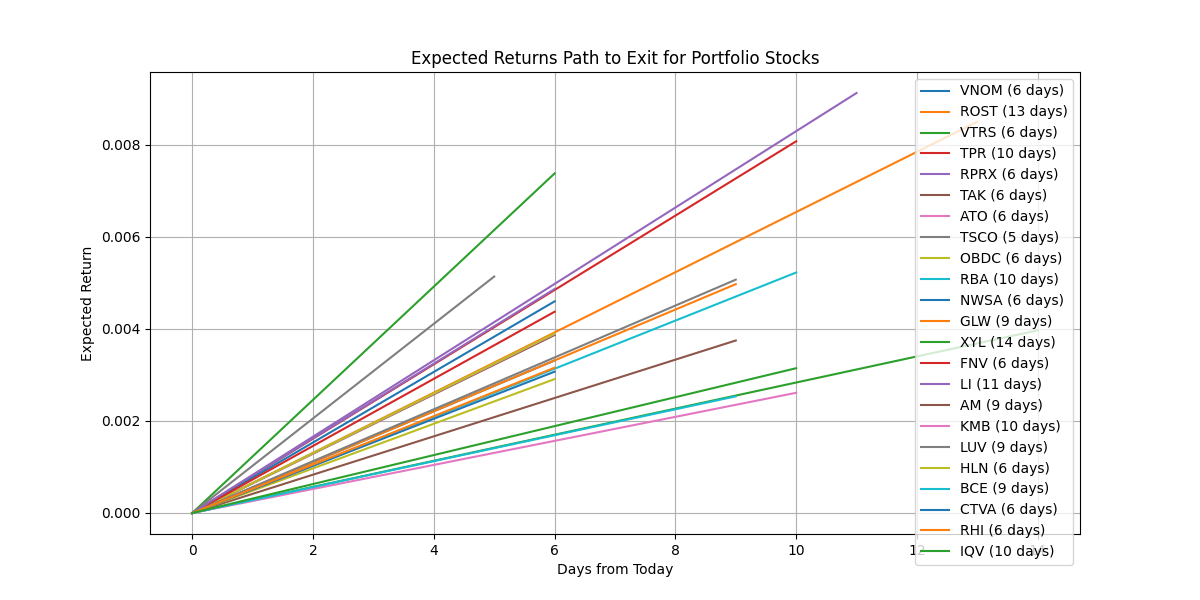 Expected Returns Path to Exit for Portfolio Stocks
Expected Return
0.008
0.006
0.004
0.002
0.000
0 2 4 6 8 10 12 14
Days from Today
VNOM (6 days)
ROST (13 days)
VTRS (6 days)
TPR (10 days)
RPRX (6 days)
TAK (6 days)
ATO (6 days)
TSCO (5 days)
OBDC (6 days)
RBA (10 days)
NWSA (6 days)
GLW (9 days)
XYL (14 days)
FNV (6 days)
LI (11 days)
AM (9 days)
KMB (10 days)
LUV (9 days)
HLN (6 days)
BCE (9 days)
CTVA (6 days)
RHI (6 days)
IQV (10 days)